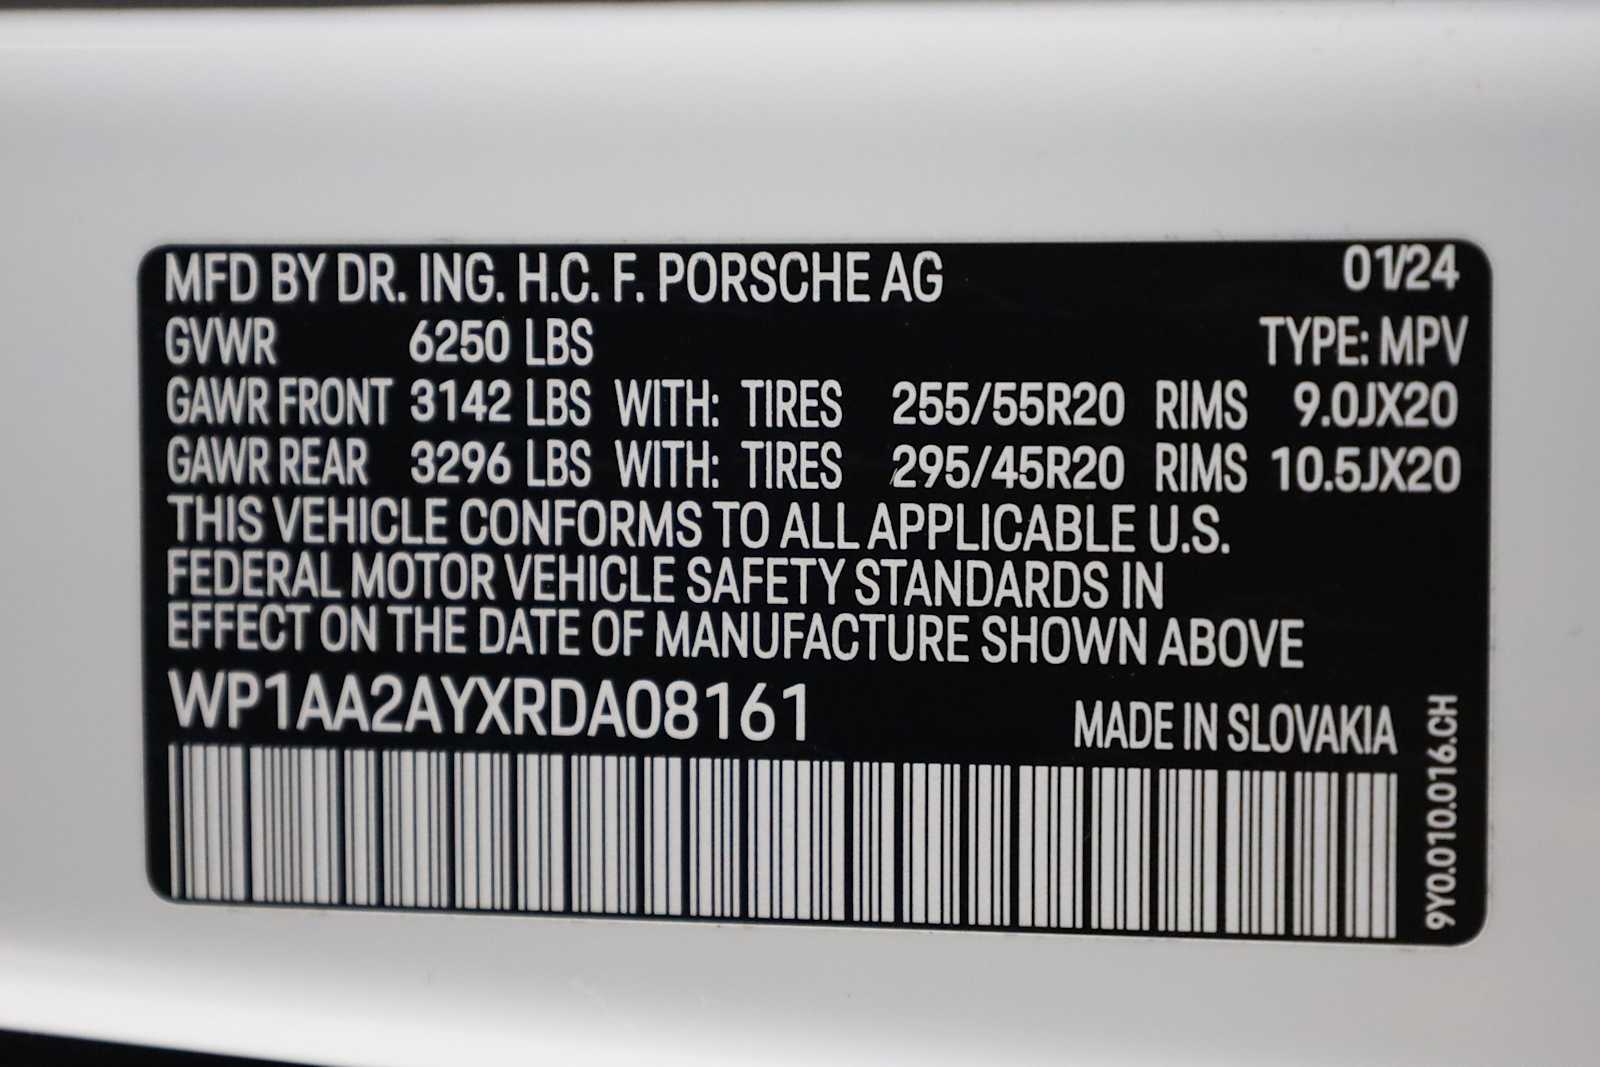 MFD BY DR. ING. H.C. F. PORSCHE AG 01/24
GVWR 6250 LBS TYPE: MPV
GAWR FRONT 3142 LBS WITH: TIRES 255/55R20 RIMS 9.0JX20
GAWR REAR 3296 LBS WITH: TIRES 295/45R20 RIMS 10.5JX20
THIS VEHICLE CONFORMS TO ALL APPLICABLE U.S.
FEDERAL MOTOR VEHICLE SAFETY STANDARDS IN
EFFECT ON THE DATE OF MANUFACTURE SHOWN ABOVE
WP1AA2AYXRDA08161
MADE IN SLOVAKIA
9Y0.010.016.CH